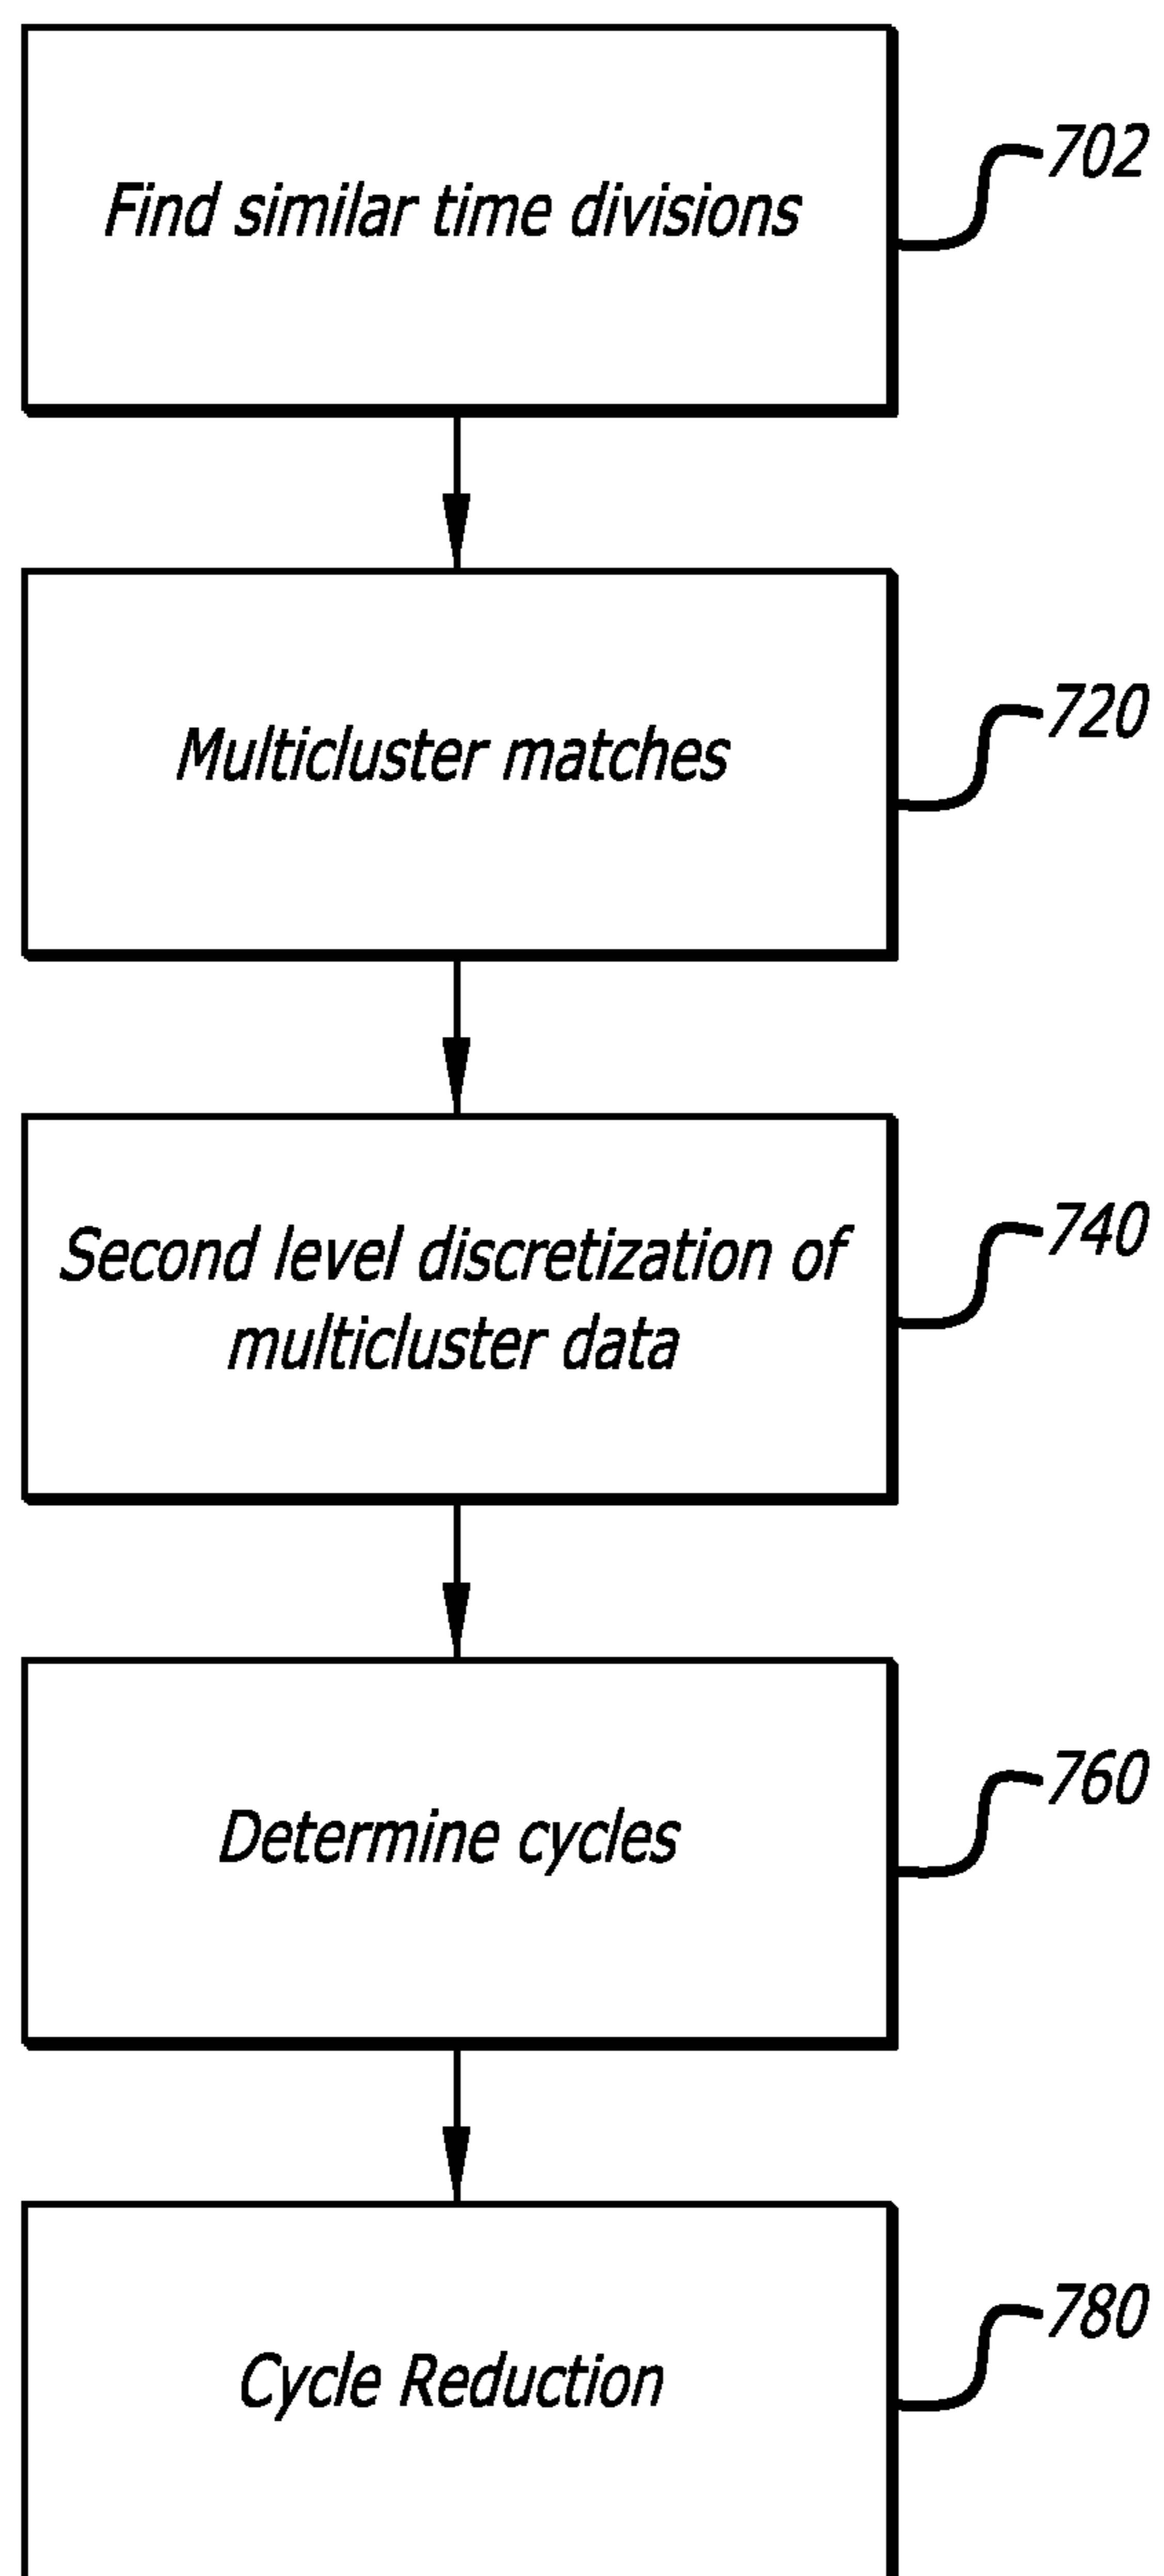 Find similar time divisions
702
Multicluster matches
720
Second level discretization of
multicluster data
740
Determine cycles
760
Cycle Reduction
780